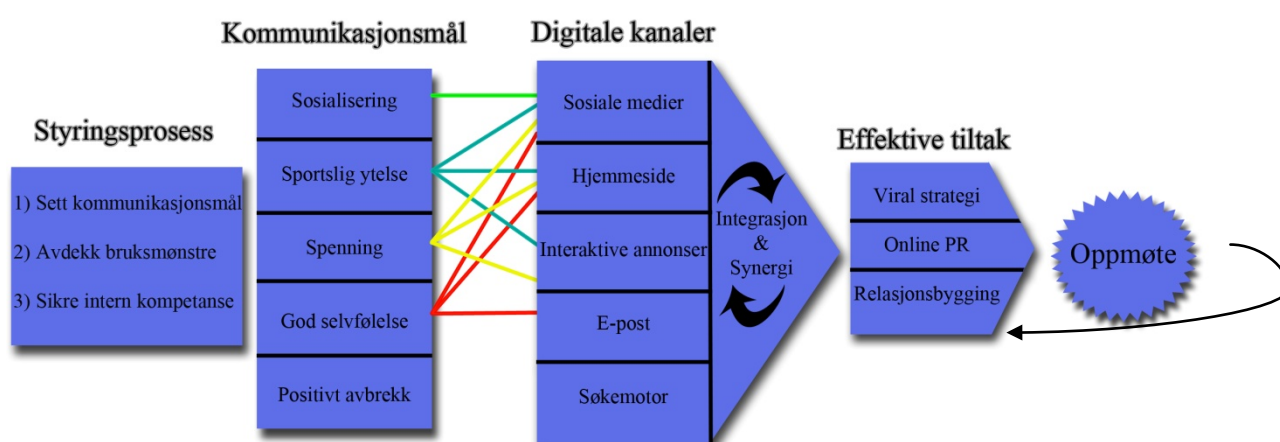 Styringsprosess
1) Sett kommunikasjonsmål
2) Avdekk bruksmønstre
3) Sikre intern kompetanse
Kommunikasjonsmål
Sosialisering
Sportslig ytelse
Spenning
God selvfølelse
Positivt avbrekk
Digitale kanaler
Sosiale medier
Hjemmeside
Interaktive annonser
E-post
Søkemotor
Integrasjon
&
Synergi
Effektive tiltak
Viral strategi
Online PR
Relasjonsbygging
Oppmøte